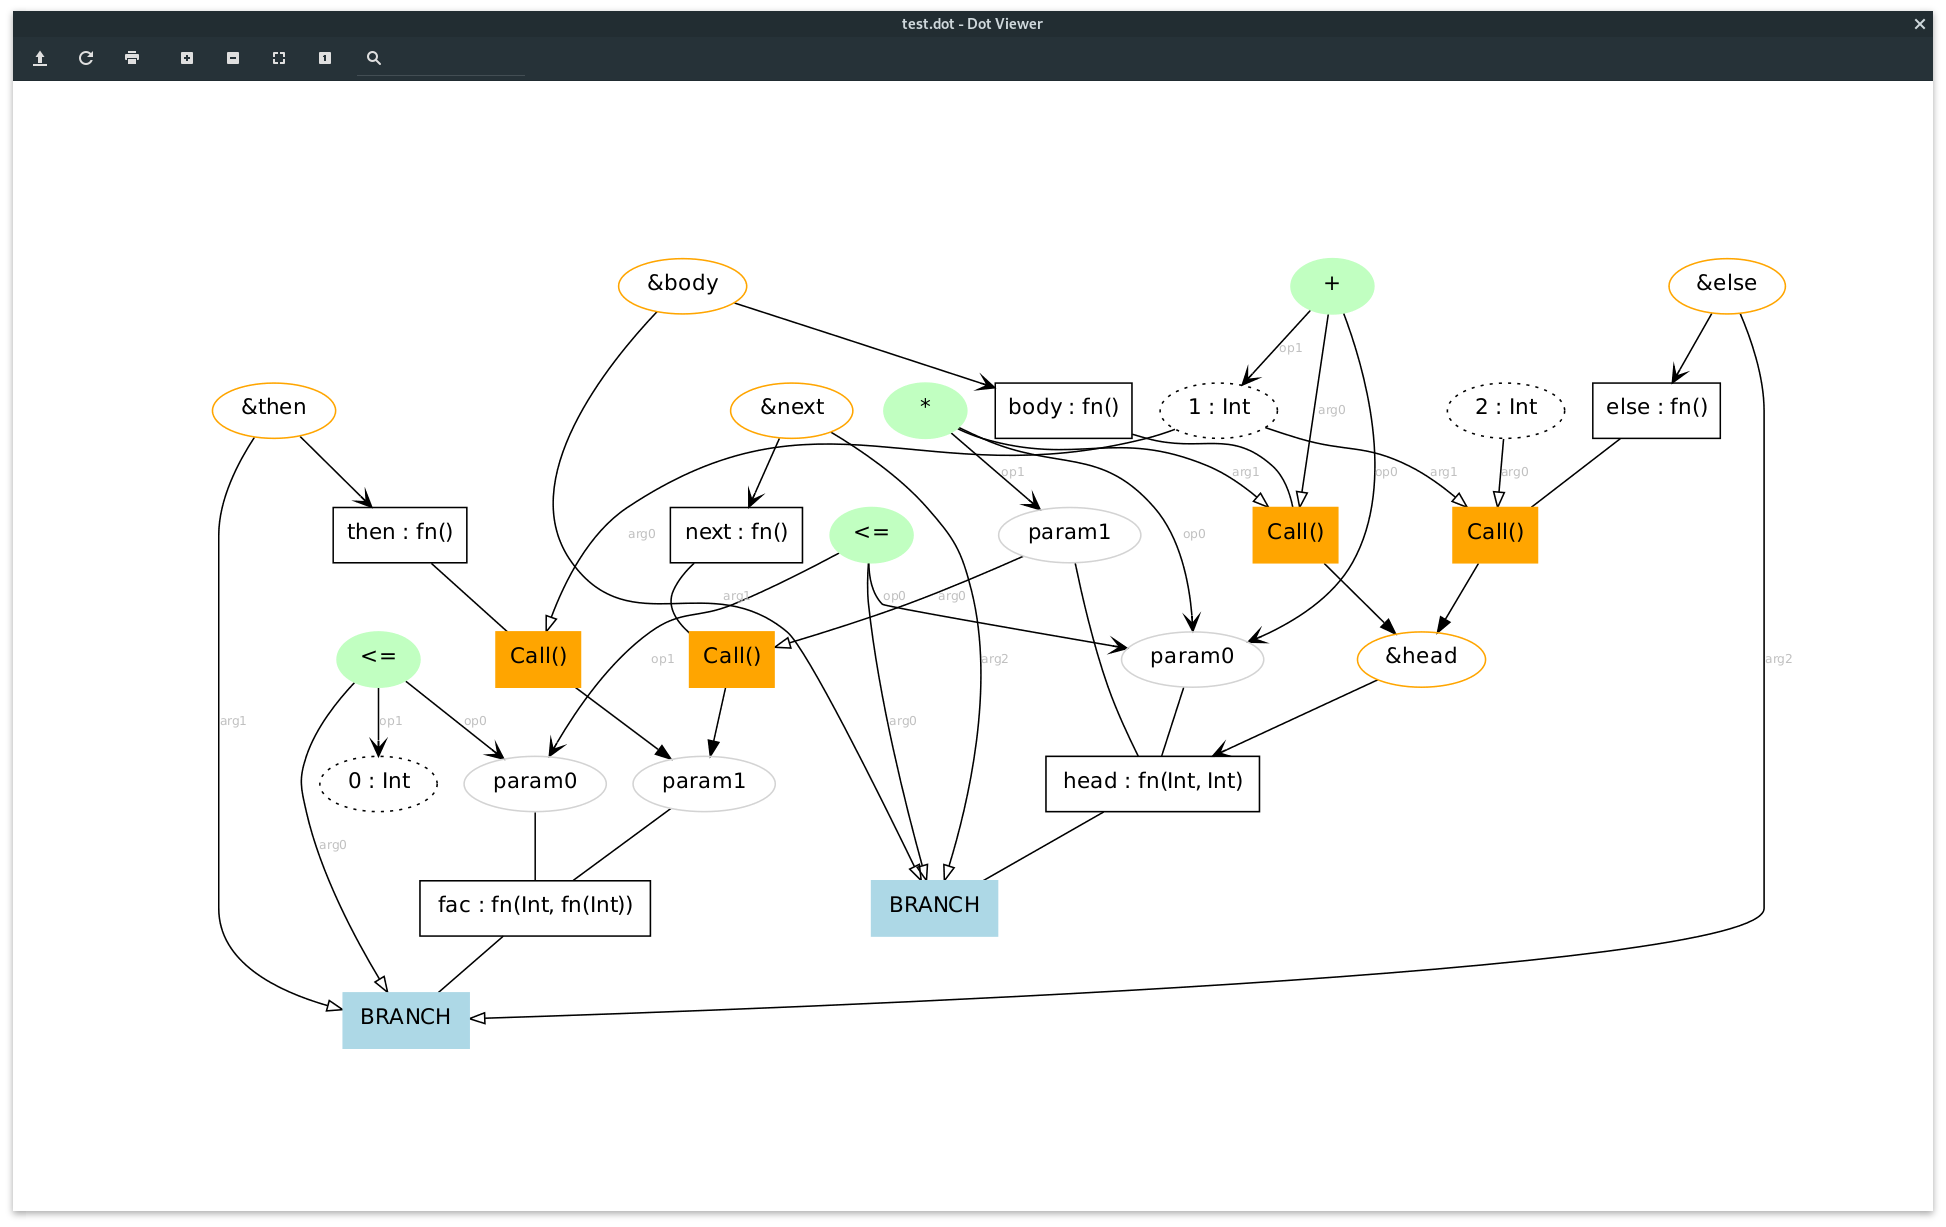 test.dot - Dot Viewer
1
&body
+
&else
op1
&then
&next
*
body : fn()
1 : Int
arg0
2 : Int
else : fn()
op1
arg1
op0
arg1
arg0
then : fn()
arg0
next : fn()
<=
param1
op0
Call()
Call()
arg1
op0
arg0
<=
Call()
op1
Call()
arg2
param0
&head
arg2
arg1
op1
op0
arg0
0 : Int
param0
param1
head : fn(Int, Int)
arg0
fac : fn(Int, fn(Int))
BRANCH
BRANCH